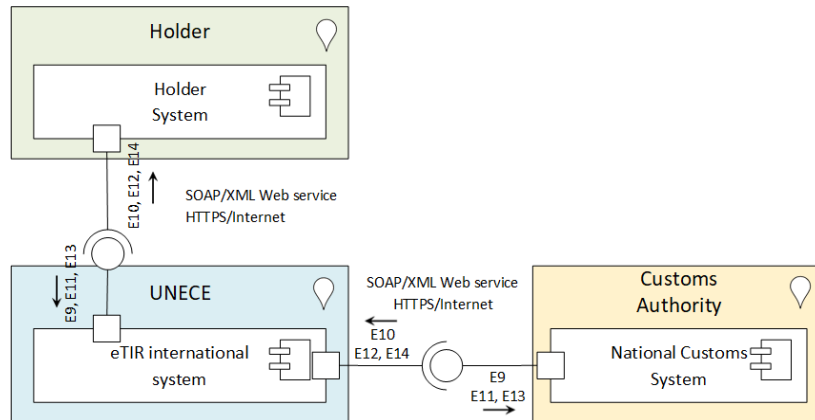 Holder
Holder
System
E10, E12, E14
SOAP/XML Web service
HTTPS/Internet
E9, E11, E13
UNECE
eTIR international
system
SOAP/XML Web service
HTTPS/Internet
E10
E12, E14
E9
E11, E13
Customs
Authority
National Customs
System